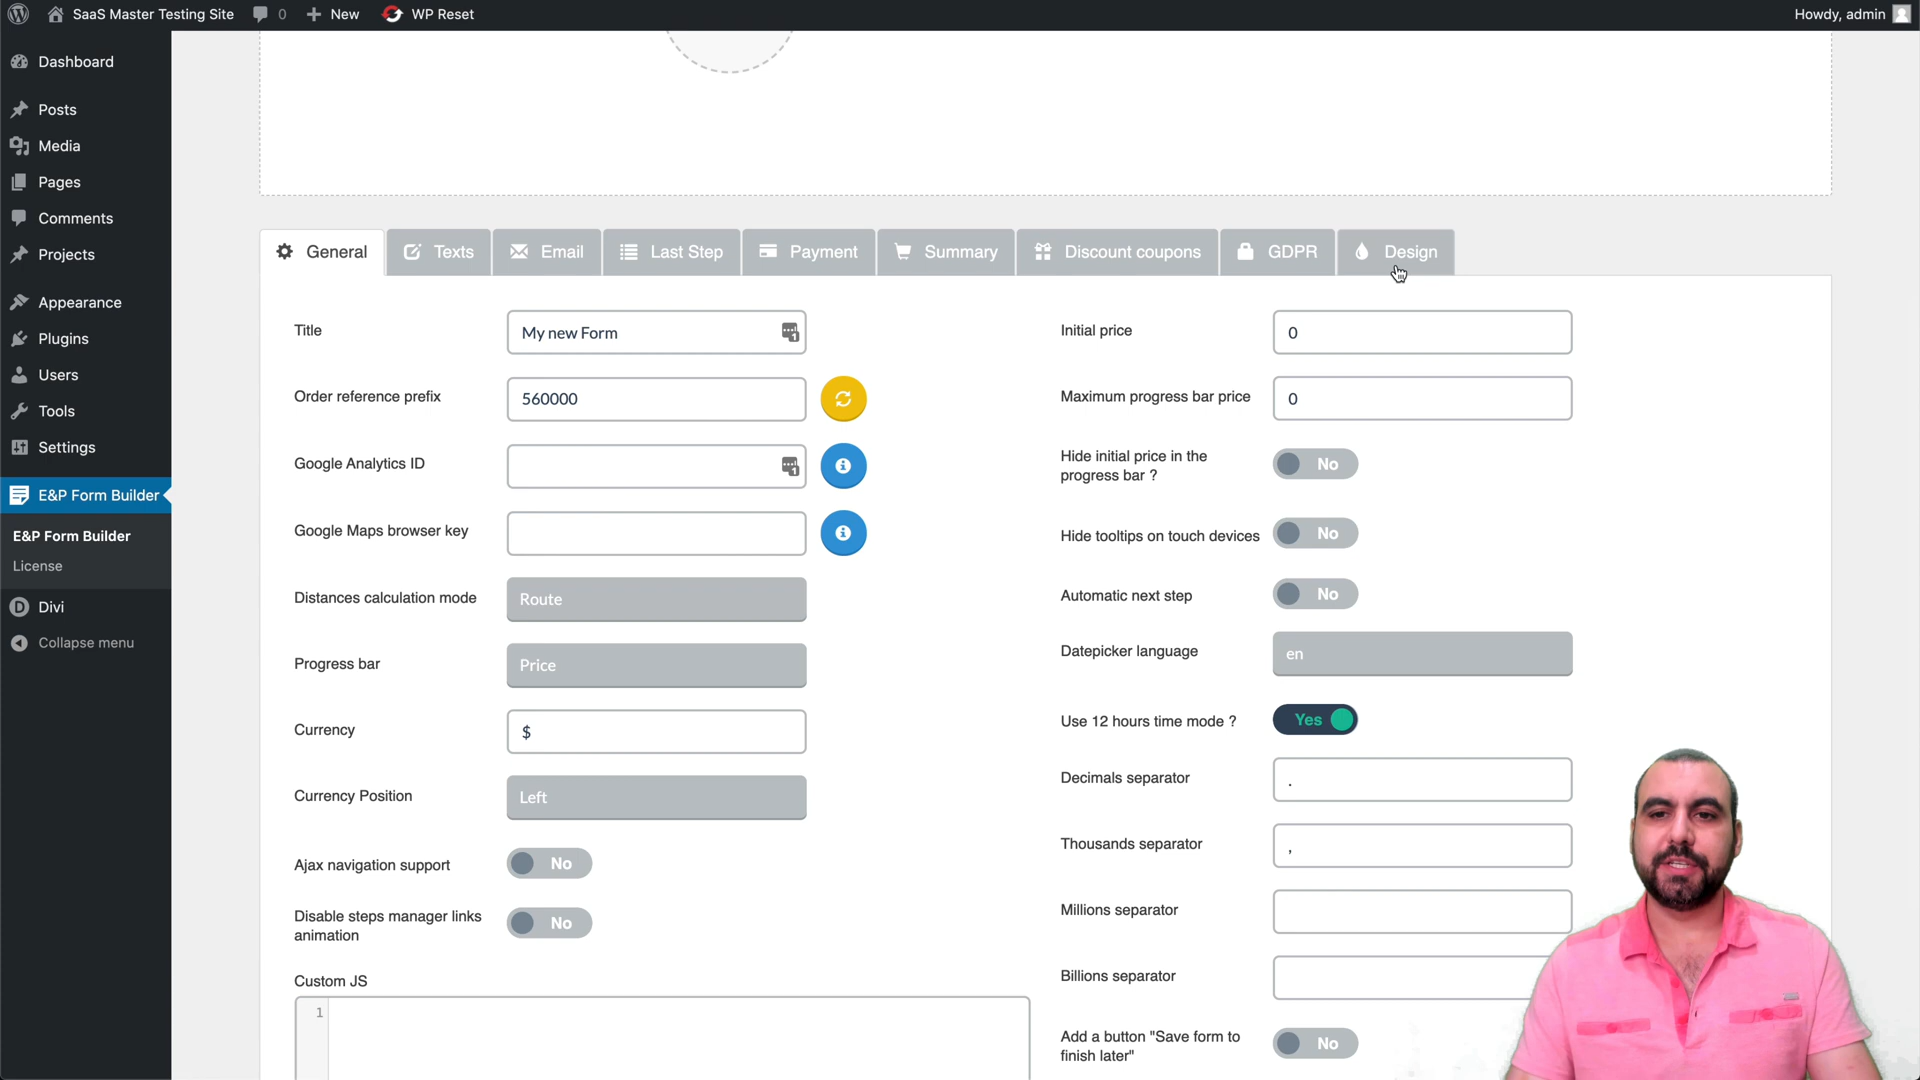 SaaS Master Testing Site
0
New
WP Reset
Howdy, admin
Dashboard
Posts
Media
Pages
Comments
Projects
Appearance
Plugins
Users
Tools
Settings
E&P Form Builder
E&P Form Builder
License
Divi
Collapse menu
General
Texts
Email
Last Step
Payment
Summary
Discount coupons
GDPR
Design
Title
My new Form
Order reference prefix
560000
Google Analytics ID
Google Maps browser key
Distances calculation mode
Route
Progress bar
Price
Currency
$
Currency Position
Left
Ajax navigation support
No
Disable steps manager links
animation
No
Custom JS
1
Initial price
0
Maximum progress bar price
0
Hide initial price in the
progress bar ?
No
Hide tooltips on touch devices
No
Automatic next step
No
Datepicker language
en
Use 12 hours time mode ?
Yes
Decimals separator
.
Thousands separator
,
Millions separator
Billions separator
Add a button "Save form to
finish later"
No